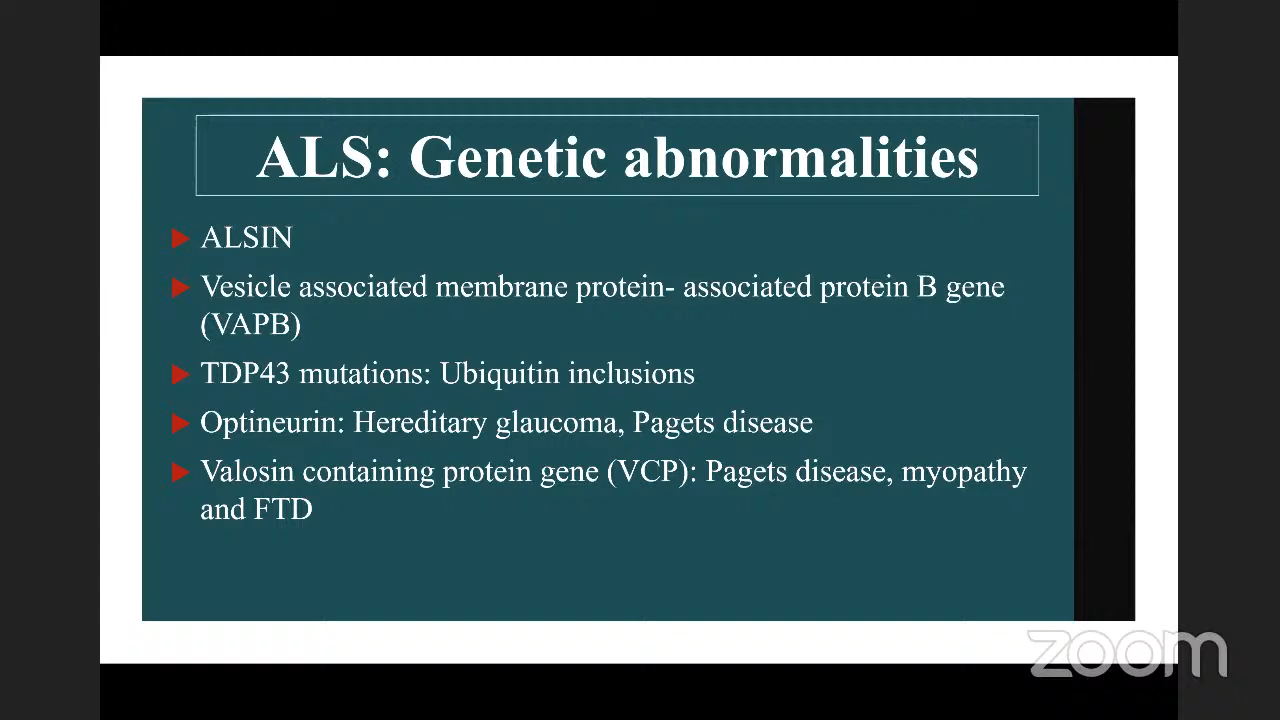 ALS: Genetic abnormalities
ALSIN
Vesicle associated membrane protein- associated protein B gene
(VAPB)
TDP43 mutations: Ubiquitin inclusions
Optineurin: Hereditary glaucoma, Pagets disease
Valosin containing protein gene (VCP): Pagets disease, myopathy
and FTD
zoom